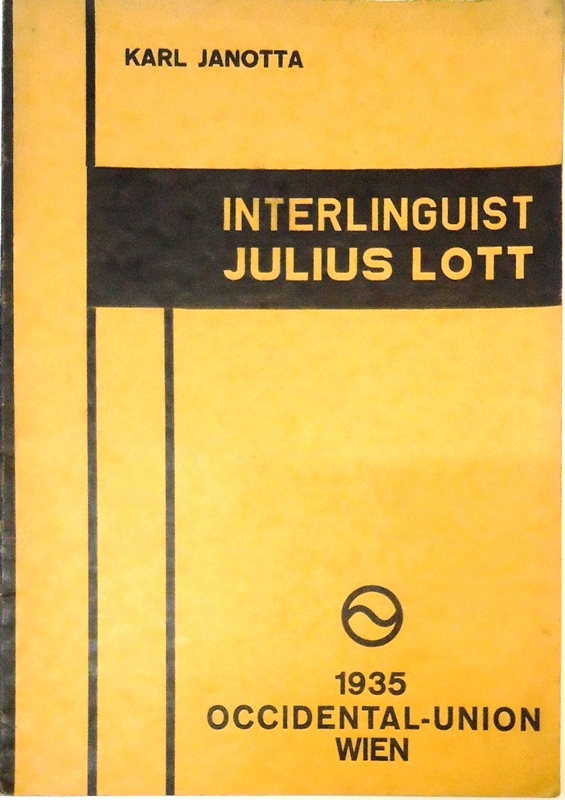 KARL JANOTTA
INTERLINGUIST
JULIUS LOTT
1935
OCCIDENTAL-UNION
WIEN